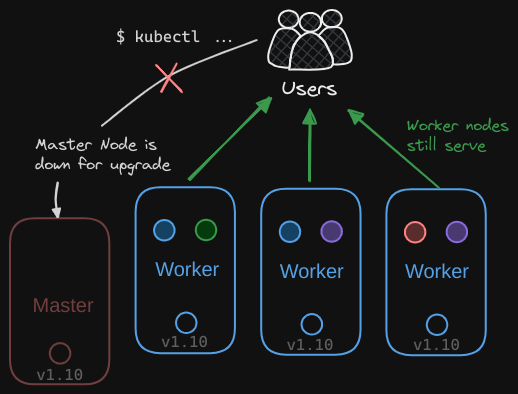 $ kubectl ...
Users
Master Node is
down for upgrade
Worker nodes
still serve
Master
v1.10
Worker
v1.10
Worker
v1.10
Worker
v1.10